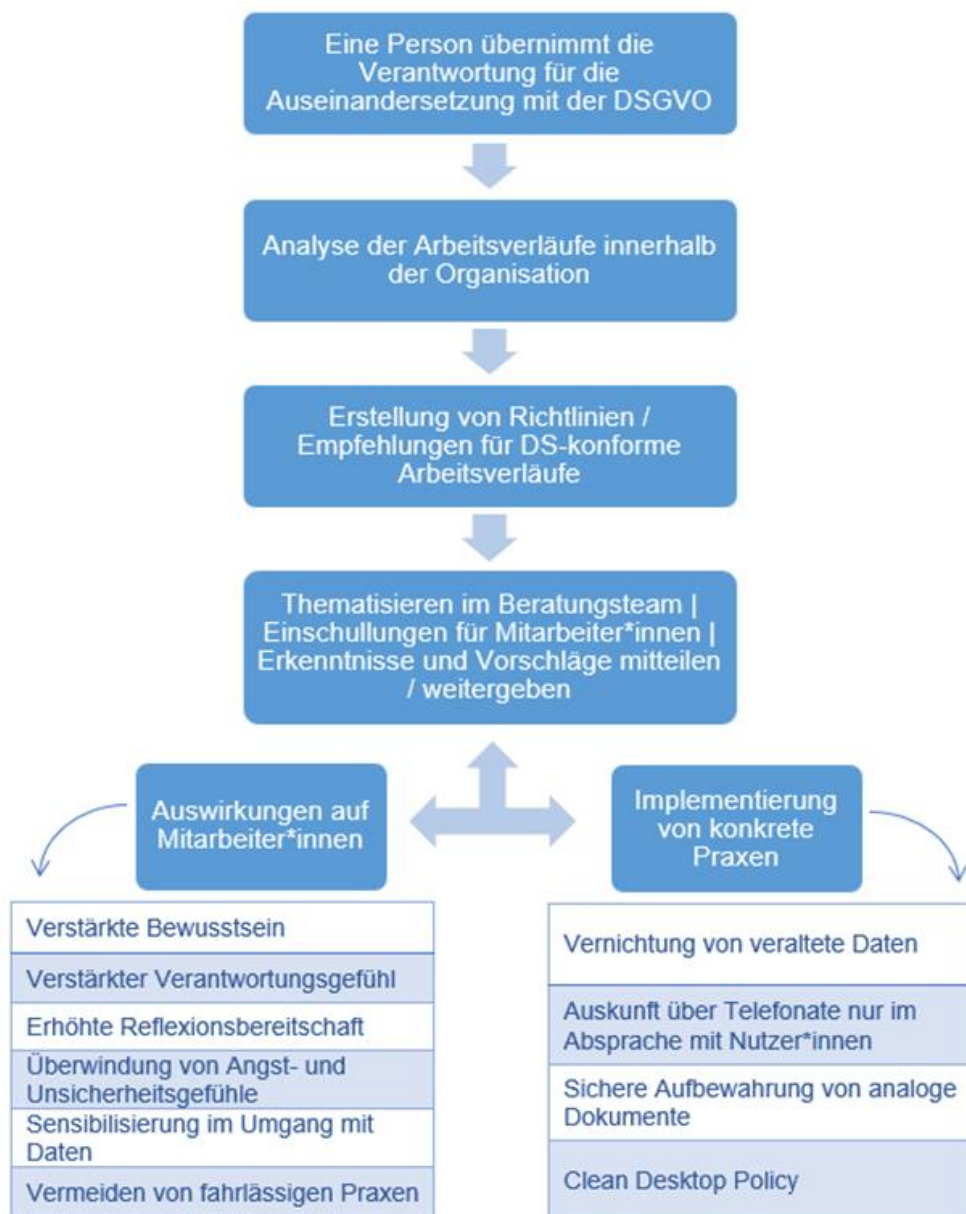 Eine Person übernimmt die
Verantwortung für die
Auseinandersetzung mit der DSGVO
Analyse der Arbeitsverläufe innerhalb
der Organisation
Erstellung von Richtlinien /
Empfehlungen für DS-konforme
Arbeitsverläufe
Thematisieren im Beratungsteam |
Einschullungen für Mitarbeiter*innen |
Erkenntnisse und Vorschläge mitteilen
/ weitergeben
Auswirkungen auf
Mitarbeiter*innen
Verstärkte Bewusstsein
Verstärkter Verantwortungsgefühl
Erhöhte Reflexionsbereitschaft
Überwindung von Angst- und
Unsicherheitsgefühle
Sensibilisierung im Umgang mit
Daten
Vermeiden von fahrlässigen Praxen
Implementierung
von konkrete
Praxen
Vernichtung von veraltete Daten
Auskunft über Telefonate nur im
Absprache mit Nutzer*innen
Sichere Aufbewahrung von analoge
Dokumente
Clean Desktop Policy